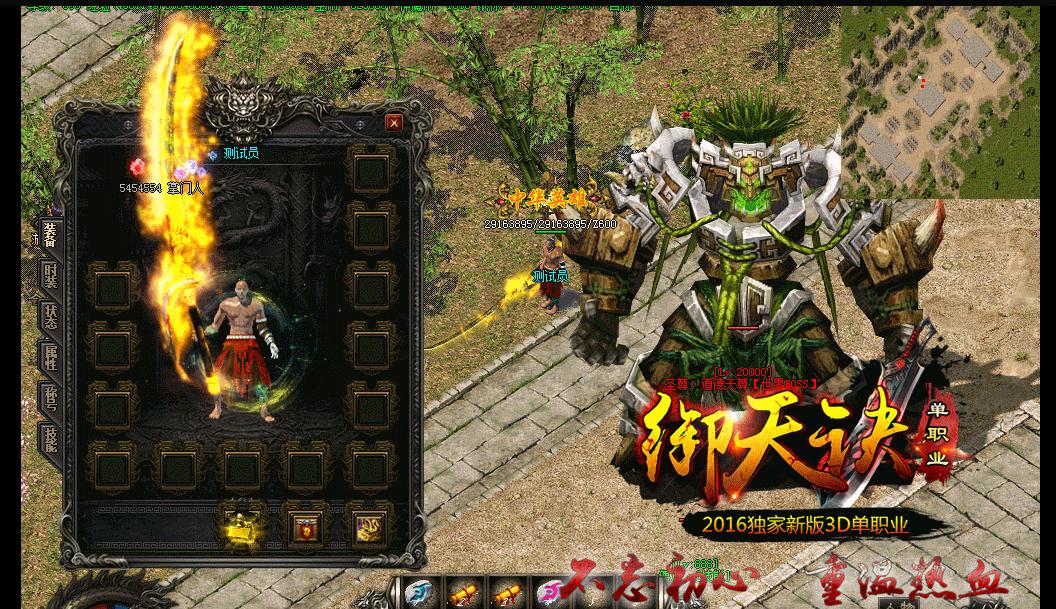 测试员
5454554 掌门人
装备
时装
状态
属性
称号
技能
中华英雄
29163895/29163895/Z600
测试员
[Lv.20000]
圣尊·道德天尊【世界BOSS】
御天诀
单职业
2016独家新版3D单职业
不忘初心 重温热血